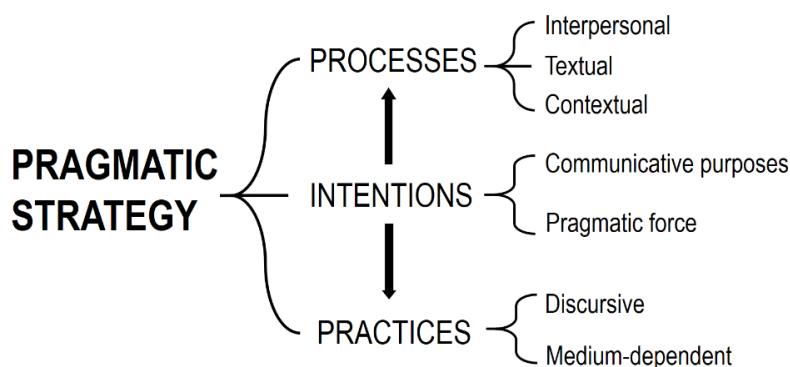 PRAGMATIC
STRATEGY
PROCESSES
Interpersonal
Textual
Contextual
INTENTIONS
Communicative purposes
Pragmatic force
PRACTICES
Discursive
Medium-dependent